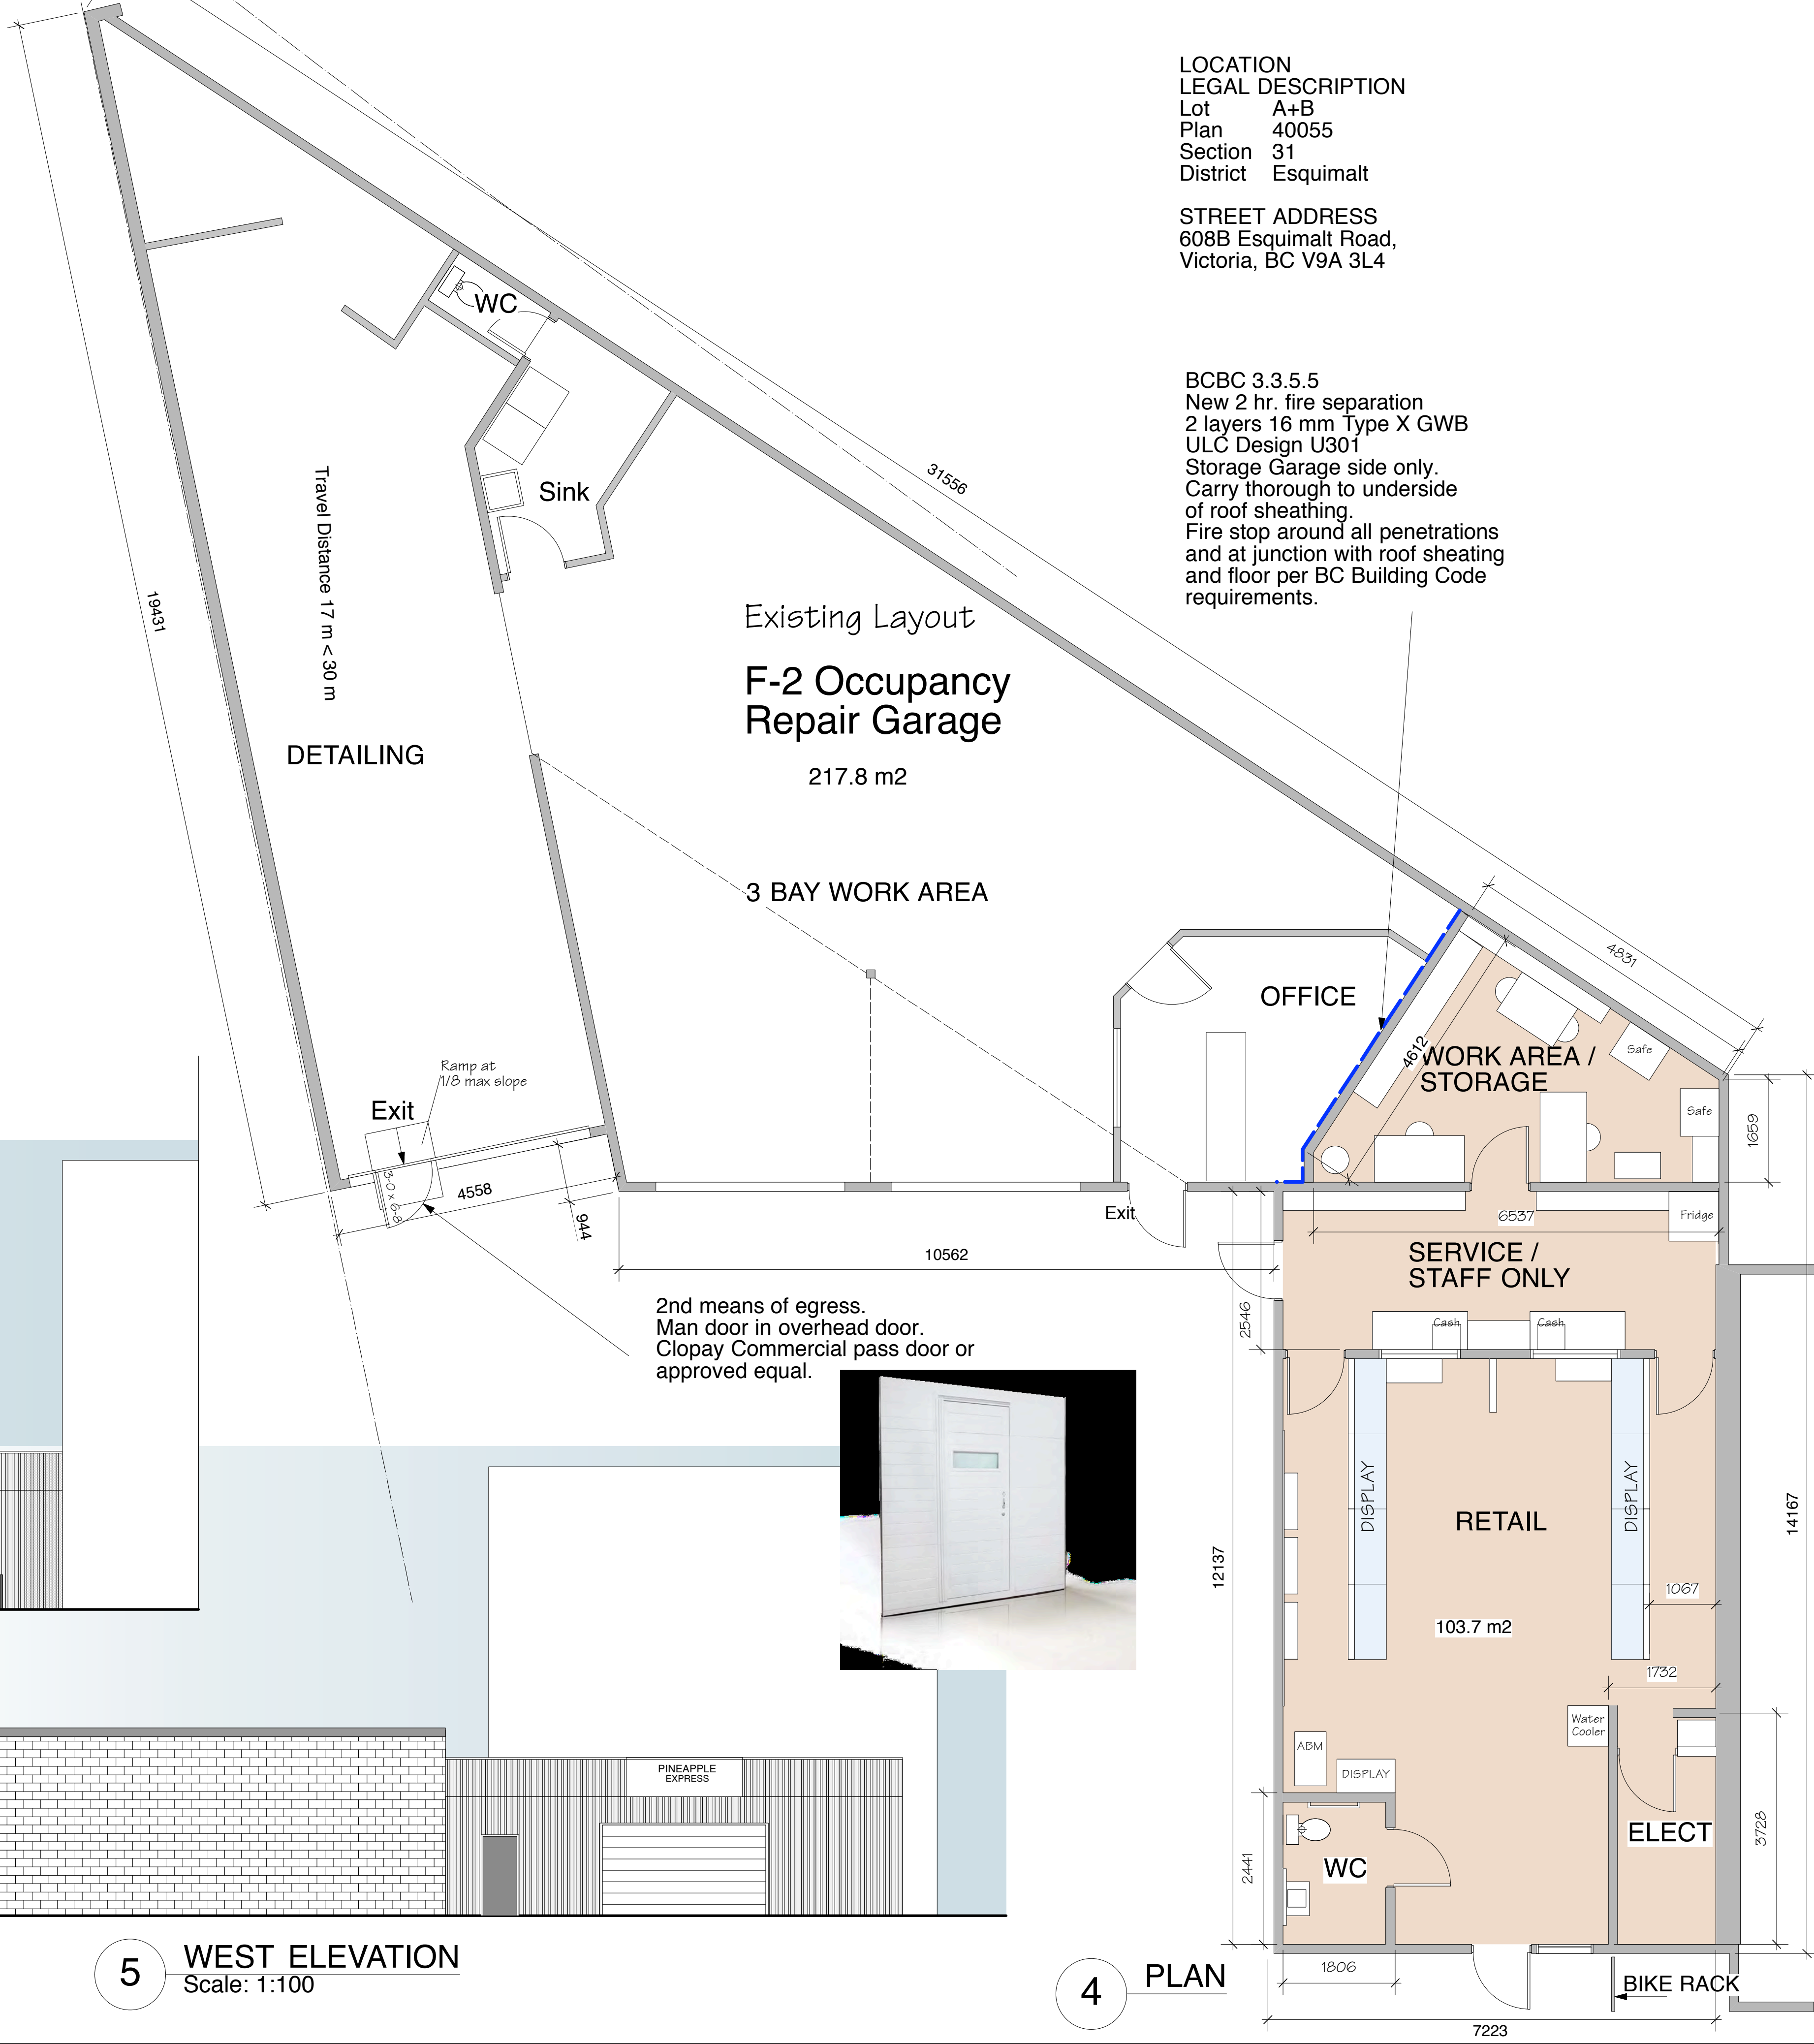 LOCATION
LEGAL DESCRIPTION
Lot A+B
Plan 40055
Section 31
District Esquimalt
STREET ADDRESS
608B Esquimalt Road,
Victoria, BC V9A 3L4
BCBC 3.3.5.5
New 2 hr. fire separation
2 layers 16 mm Type X GWB
ULC Design U301
Storage Garage side only.
Carry thorough to underside
of roof sheathing.
Fire stop around all penetrations
and at junction with roof sheating
and floor per BC Building Code
requirements.
WC
Sink
31556
19431
Travel Distance 17 m < 30 m
Existing Layout
F-2 Occupancy
Repair Garage
217.8 m2
DETAILING
3 BAY WORK AREA
OFFICE
4831
4612
WORK AREA /
STORAGE
Safe
Safe
1659
Ramp at
1/8 max slope
Exit
3-0 x 6-8
4558
944
Exit
10562
6537
Fridge
SERVICE /
STAFF ONLY
2546
Cash
Cash
2nd means of egress.
Man door in overhead door.
Clopay Commercial pass door or
approved equal.
DISPLAY
DISPLAY
RETAIL
103.7 m2
12137
14167
1067
1732
Water
Cooler
ABM
DISPLAY
ELECT
3728
2441
WC
PINEAPPLE
EXPRESS
5
WEST ELEVATION
Scale: 1:100
4
PLAN
1806
BIKE RACK
7223